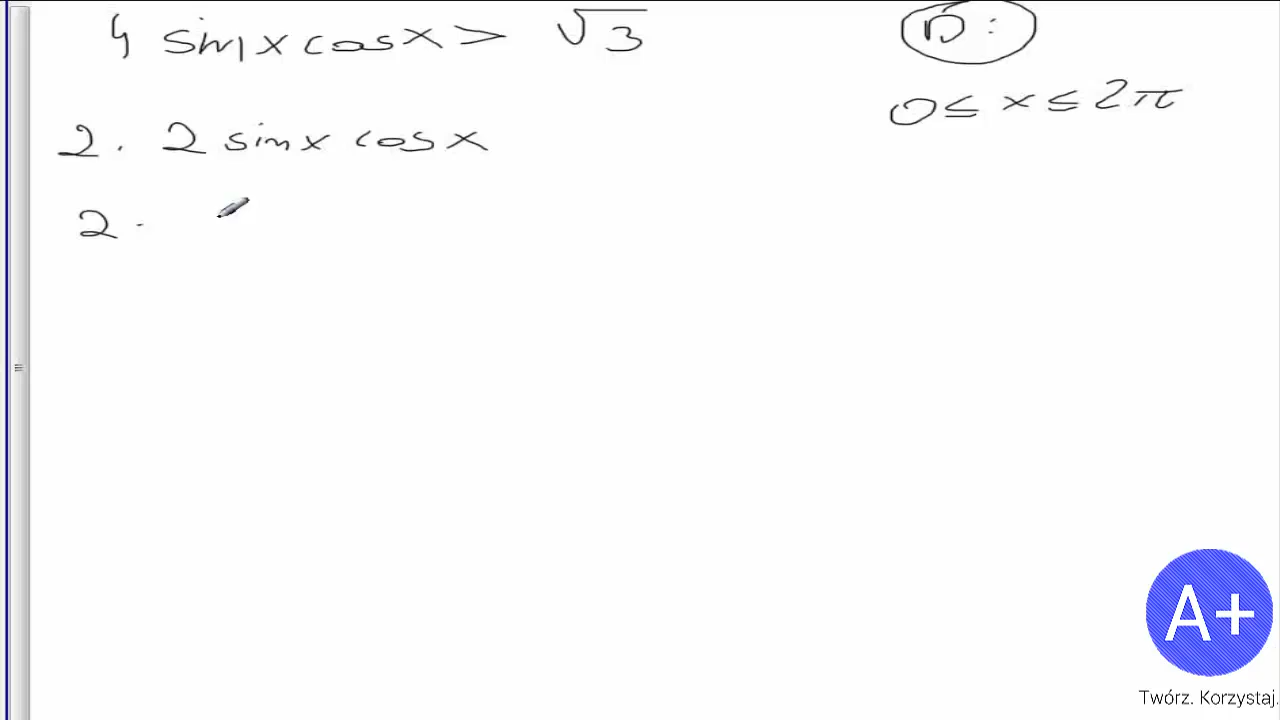 4 sinx cosx > √3
D:
0 ≤ x ≤ 2π
2 · 2 sinx cosx
2 ·
A+
Twórz. Korzystaj.